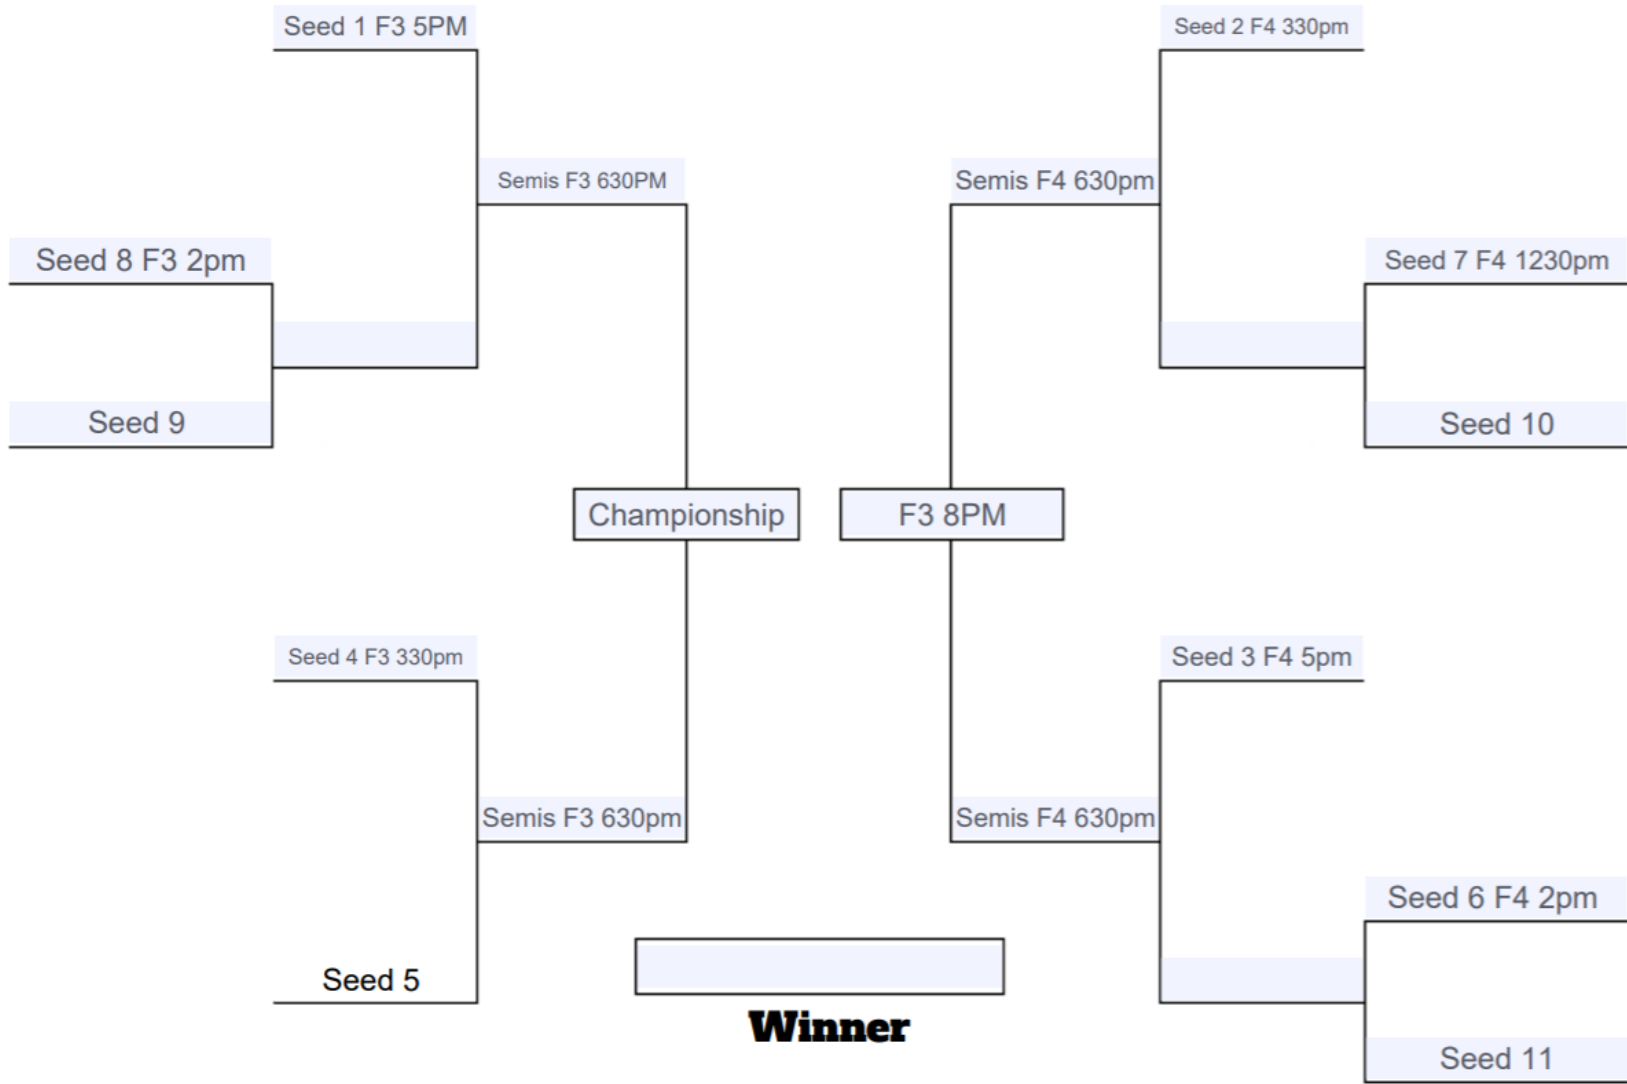 Seed 1 F3 5PM
Seed 2 F4 330pm
Semis F3 630PM
Semis F4 630pm
Seed 8 F3 2pm
Seed 7 F4 1230pm
Seed 9
Seed 10
Championship
F3 8PM
Seed 4 F3 330pm
Seed 3 F4 5pm
Semis F3 630pm
Semis F4 630pm
Seed 6 F4 2pm
Seed 5
Winner
Seed 11